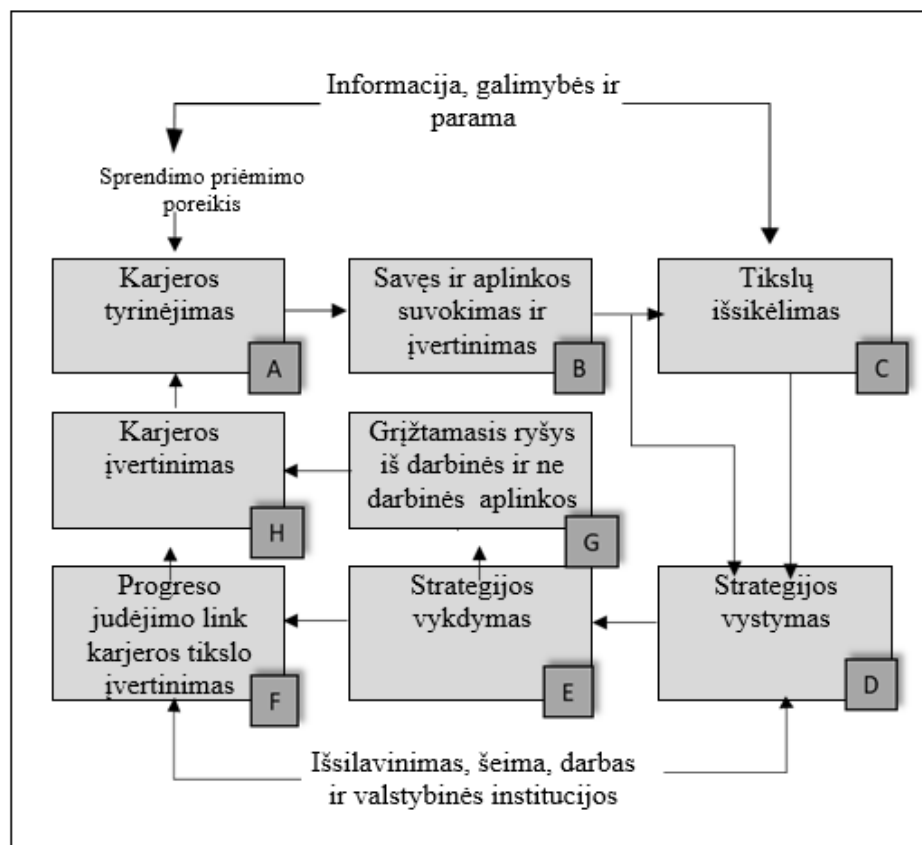 Informacija, galimybės ir
parama
Sprendimo priėmimo
poreikis
Karjeros
tyrinėjimas
A
Savęs ir aplinkos
suvokimas ir
įvertinimas
B
Tikslų
išsikėlimas
C
Karjeros
įvertinimas
H
Grįžtamasis ryšys
iš darbinės ir ne
darbinės aplinkos
G
Progreso
judėjimo link
karjeros tikslo
įvertinimas
F
Strategijos
vykdymas
E
Strategijos
vystymas
D
Išsilavinimas, šeima, darbas
ir valstybinės institucijos